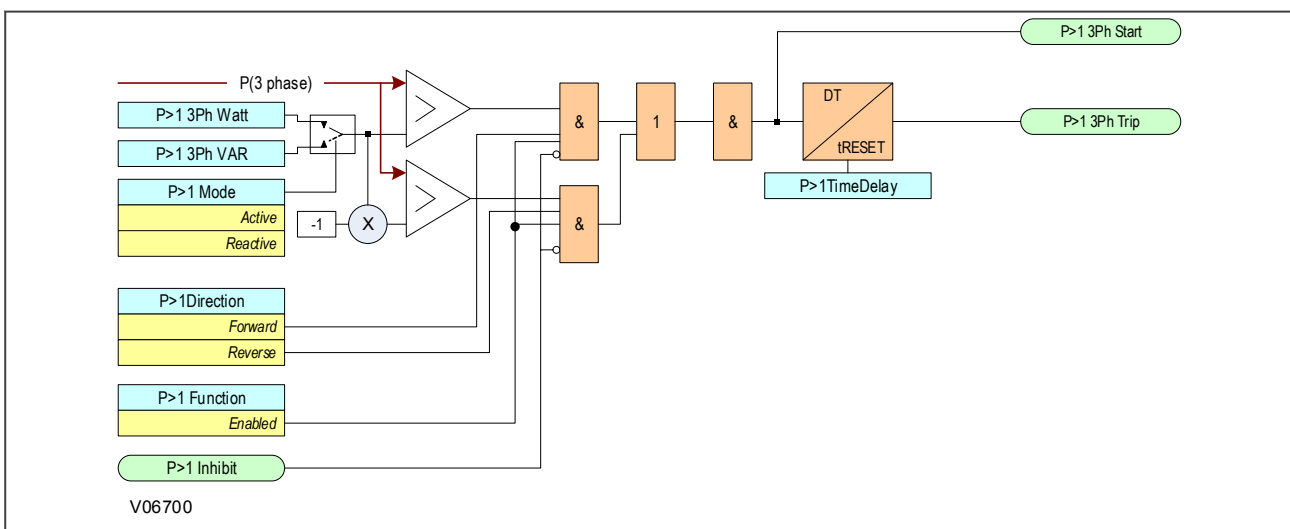 P>1 3Ph Start
P(3 phase)
P>1 3Ph Watt
P>1 3Ph VAR
P>1 Mode
Active
Reactive
-1
X
&
&
1
&
DT
tRESET
P>1 3Ph Trip
P>1TimeDelay
P>1Direction
Forward
Reverse
P>1 Function
Enabled
P>1 Inhibit
V06700